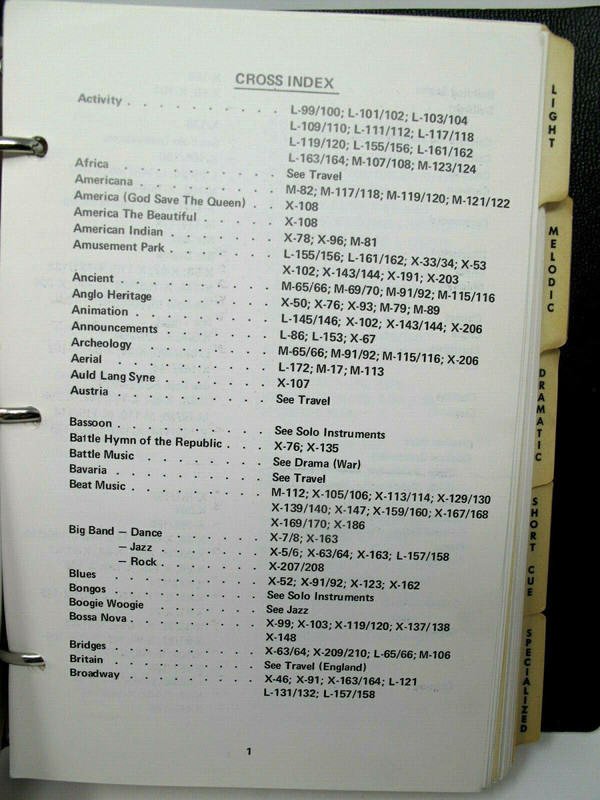 CROSS INDEX
Activity . . . . . . . . . . . L-99/100; L-101/102; L-103/104
L-109/110; L-111/112; L-117/118
L-119/120; L-155/156; L-161/162
L-163/164; M-107/108; M-123/124
Africa . . . . . . . . . . . See Travel
Americana . . . . . . . . . . M-82; M-117/118; M-119/120; M-121/122
America (God Save The Queen) . . X-108
America The Beautiful . . . . . X-108
American Indian . . . . . . . X-78; X-96; M-81
Amusement Park . . . . . . . L-155/156; L-161/162; X-33/34; X-53
X-102; X-143/144; X-191; X-203
Ancient . . . . . . . . . . . M-65/66; M-69/70; M-91/92; M-115/116
Anglo Heritage . . . . . . . . X-50; X-76; X-93; M-79; M-89
Animation . . . . . . . . . . L-145/146; X-102; X-143/144; X-206
Announcements . . . . . . . . L-86; L-153; X-67
Archeology . . . . . . . . . M-65/66; M-91/92; M-115/116; X-206
Aerial . . . . . . . . . . . L-172; M-17; M-113
Auld Lang Syne . . . . . . . . X-107
Austria . . . . . . . . . . . See Travel
Bassoon . . . . . . . . . . . See Solo Instruments
Battle Hymn of the Republic . . . X-76; X-135
Battle Music . . . . . . . . . See Drama (War)
Bavaria . . . . . . . . . . . See Travel
Beat Music . . . . . . . . . . M-112; X-105/106; X-113/114; X-129/130
X-139/140; X-147; X-159/160; X-167/168
X-169/170; X-186
Big Band — Dance . . . . . . . X-7/8; X-163
— Jazz . . . . . . . . X-5/6; X-63/64; X-163; L-157/158
— Rock . . . . . . . . X-207/208
Blues . . . . . . . . . . . X-52; X-91/92; X-123; X-162
Bongos . . . . . . . . . . . See Solo Instruments
Boogie Woogie . . . . . . . . See Jazz
Bossa Nova . . . . . . . . . . X-99; X-103; X-119/120; X-137/138
X-148
Bridges . . . . . . . . . . . X-63/64; X-209/210; L-65/66; M-106
Britain . . . . . . . . . . . See Travel (England)
Broadway . . . . . . . . . . X-46; X-91; X-163/164; L-121
L-131/132; L-157/158
1
LIGHT
MELODIC
DRAMATIC
SHORT CUE
SPECIALIZED